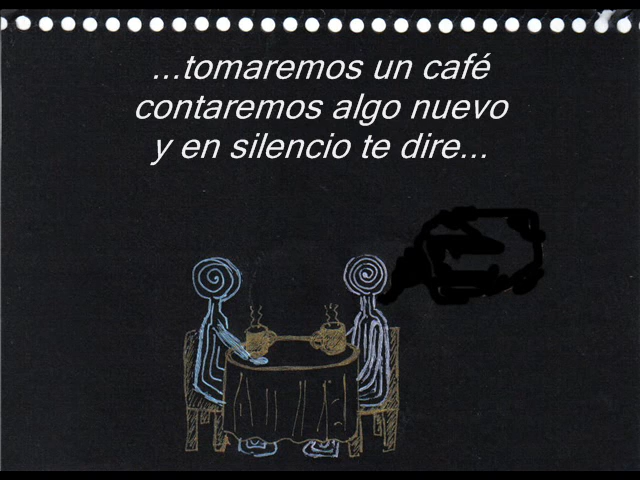 ...tomaremos un café
contaremos algo nuevo
y en silencio te dire...